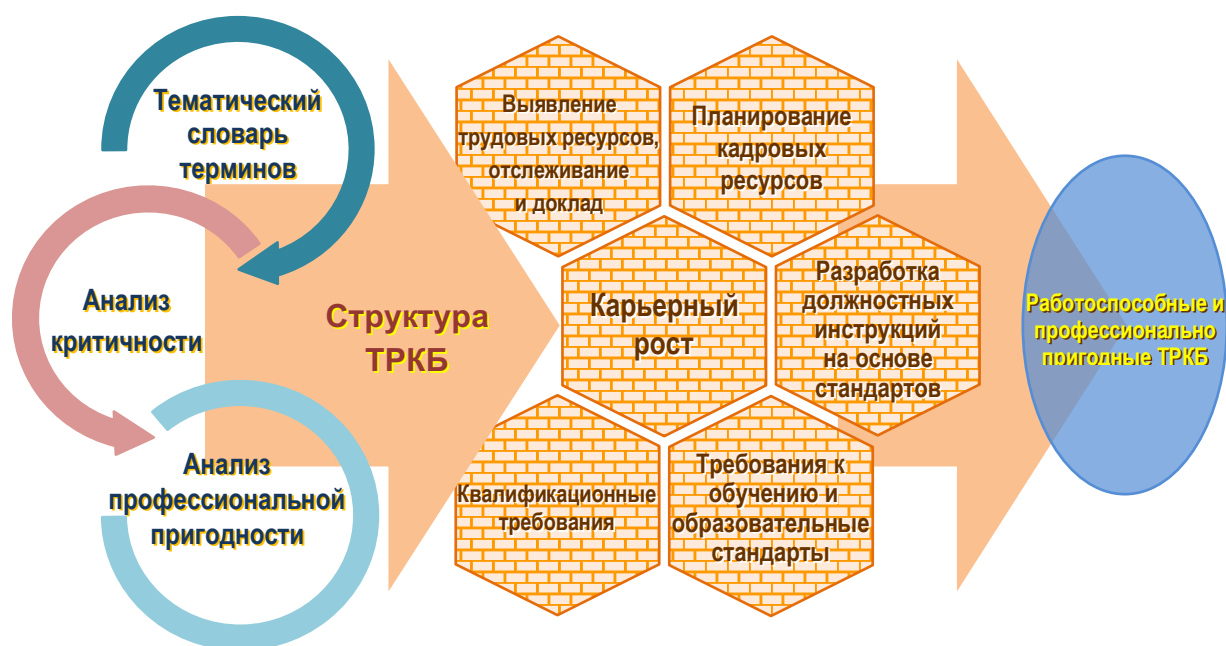 Тематический
словарь
терминов
Анализ
критичности
Анализ
профессиональной
пригодности
Структура
ТРКБ
Выявление
трудовых ресурсов,
отслеживание
и доклад
Планирование
кадровых
ресурсов
Карьерный
рост
Разработка
должностных
инструкций
на основе
стандартов
Квалификационные
требования
Требования к
обучению и
образовательные
стандарты
Работоспособные и
профессионально
пригодные ТРКБ